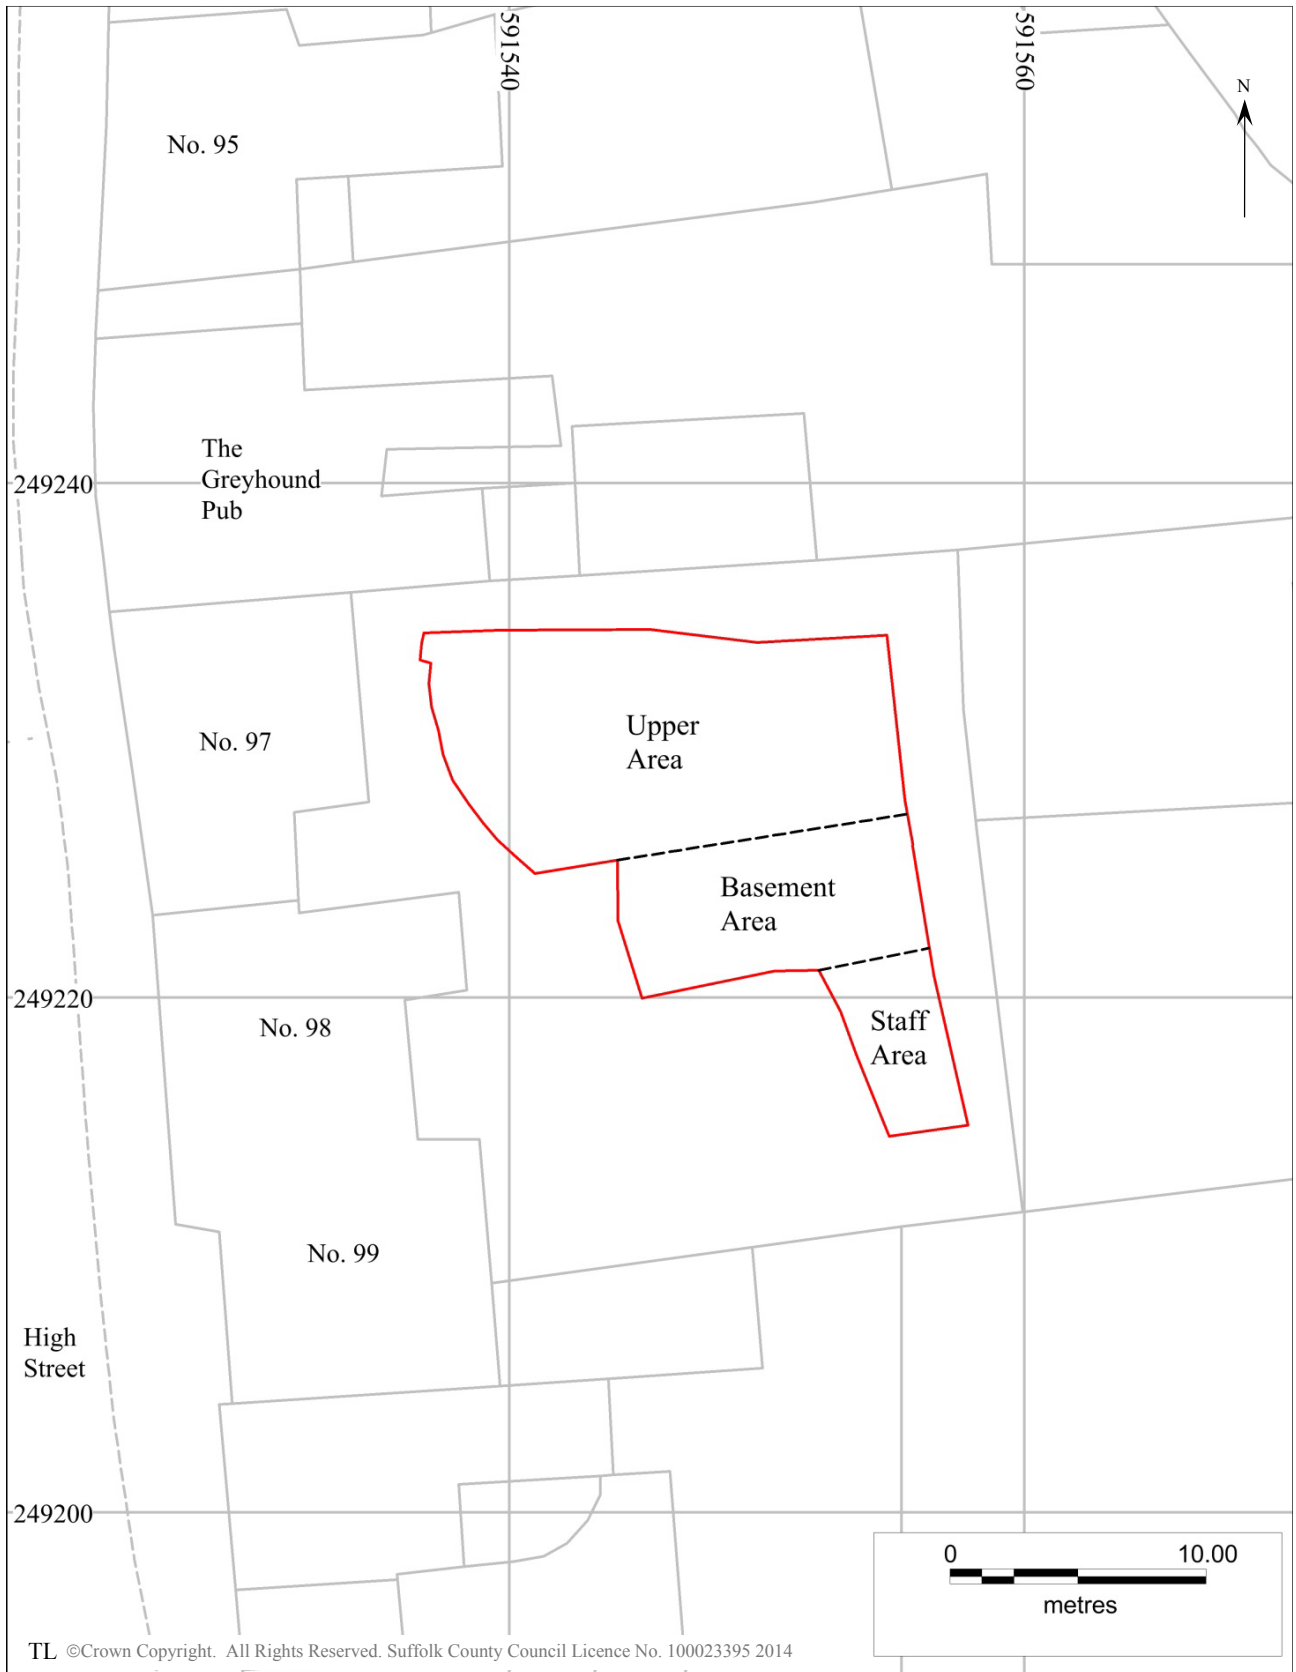 591540
591560
N
No. 95
The
Greyhound
Pub
249240
Upper
Area
No. 97
Basement
Area
249220
Staff
Area
No. 98
No. 99
High
Street
249200
0 10.00
metres
TL ©Crown Copyright. All Rights Reserved. Suffolk County Council Licence No. 100023395 2014